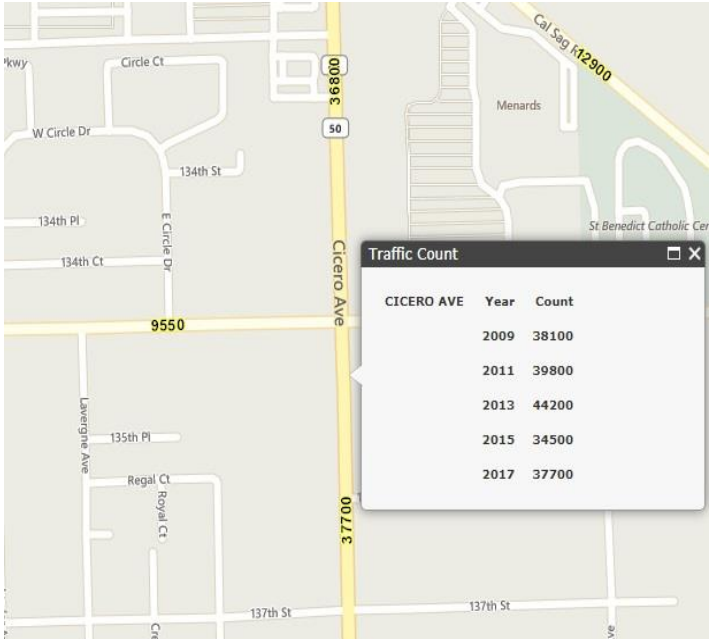 Pkwy
Circle Ct
36800
Cal Sag R
12900
50
Menards
W Circle Dr
134th St
134th Pl
E Circle Dr
St Benedict Catholic Cer
134th Ct
Cicero Ave
9550
Traffic Count
CICERO AVE Year Count
2009 38100
2011 39800
2013 44200
2015 34500
2017 37700
Lavergne Ave
135th Pl
Regal Ct
Royal Ct
37700
137th St
137th St
Cre